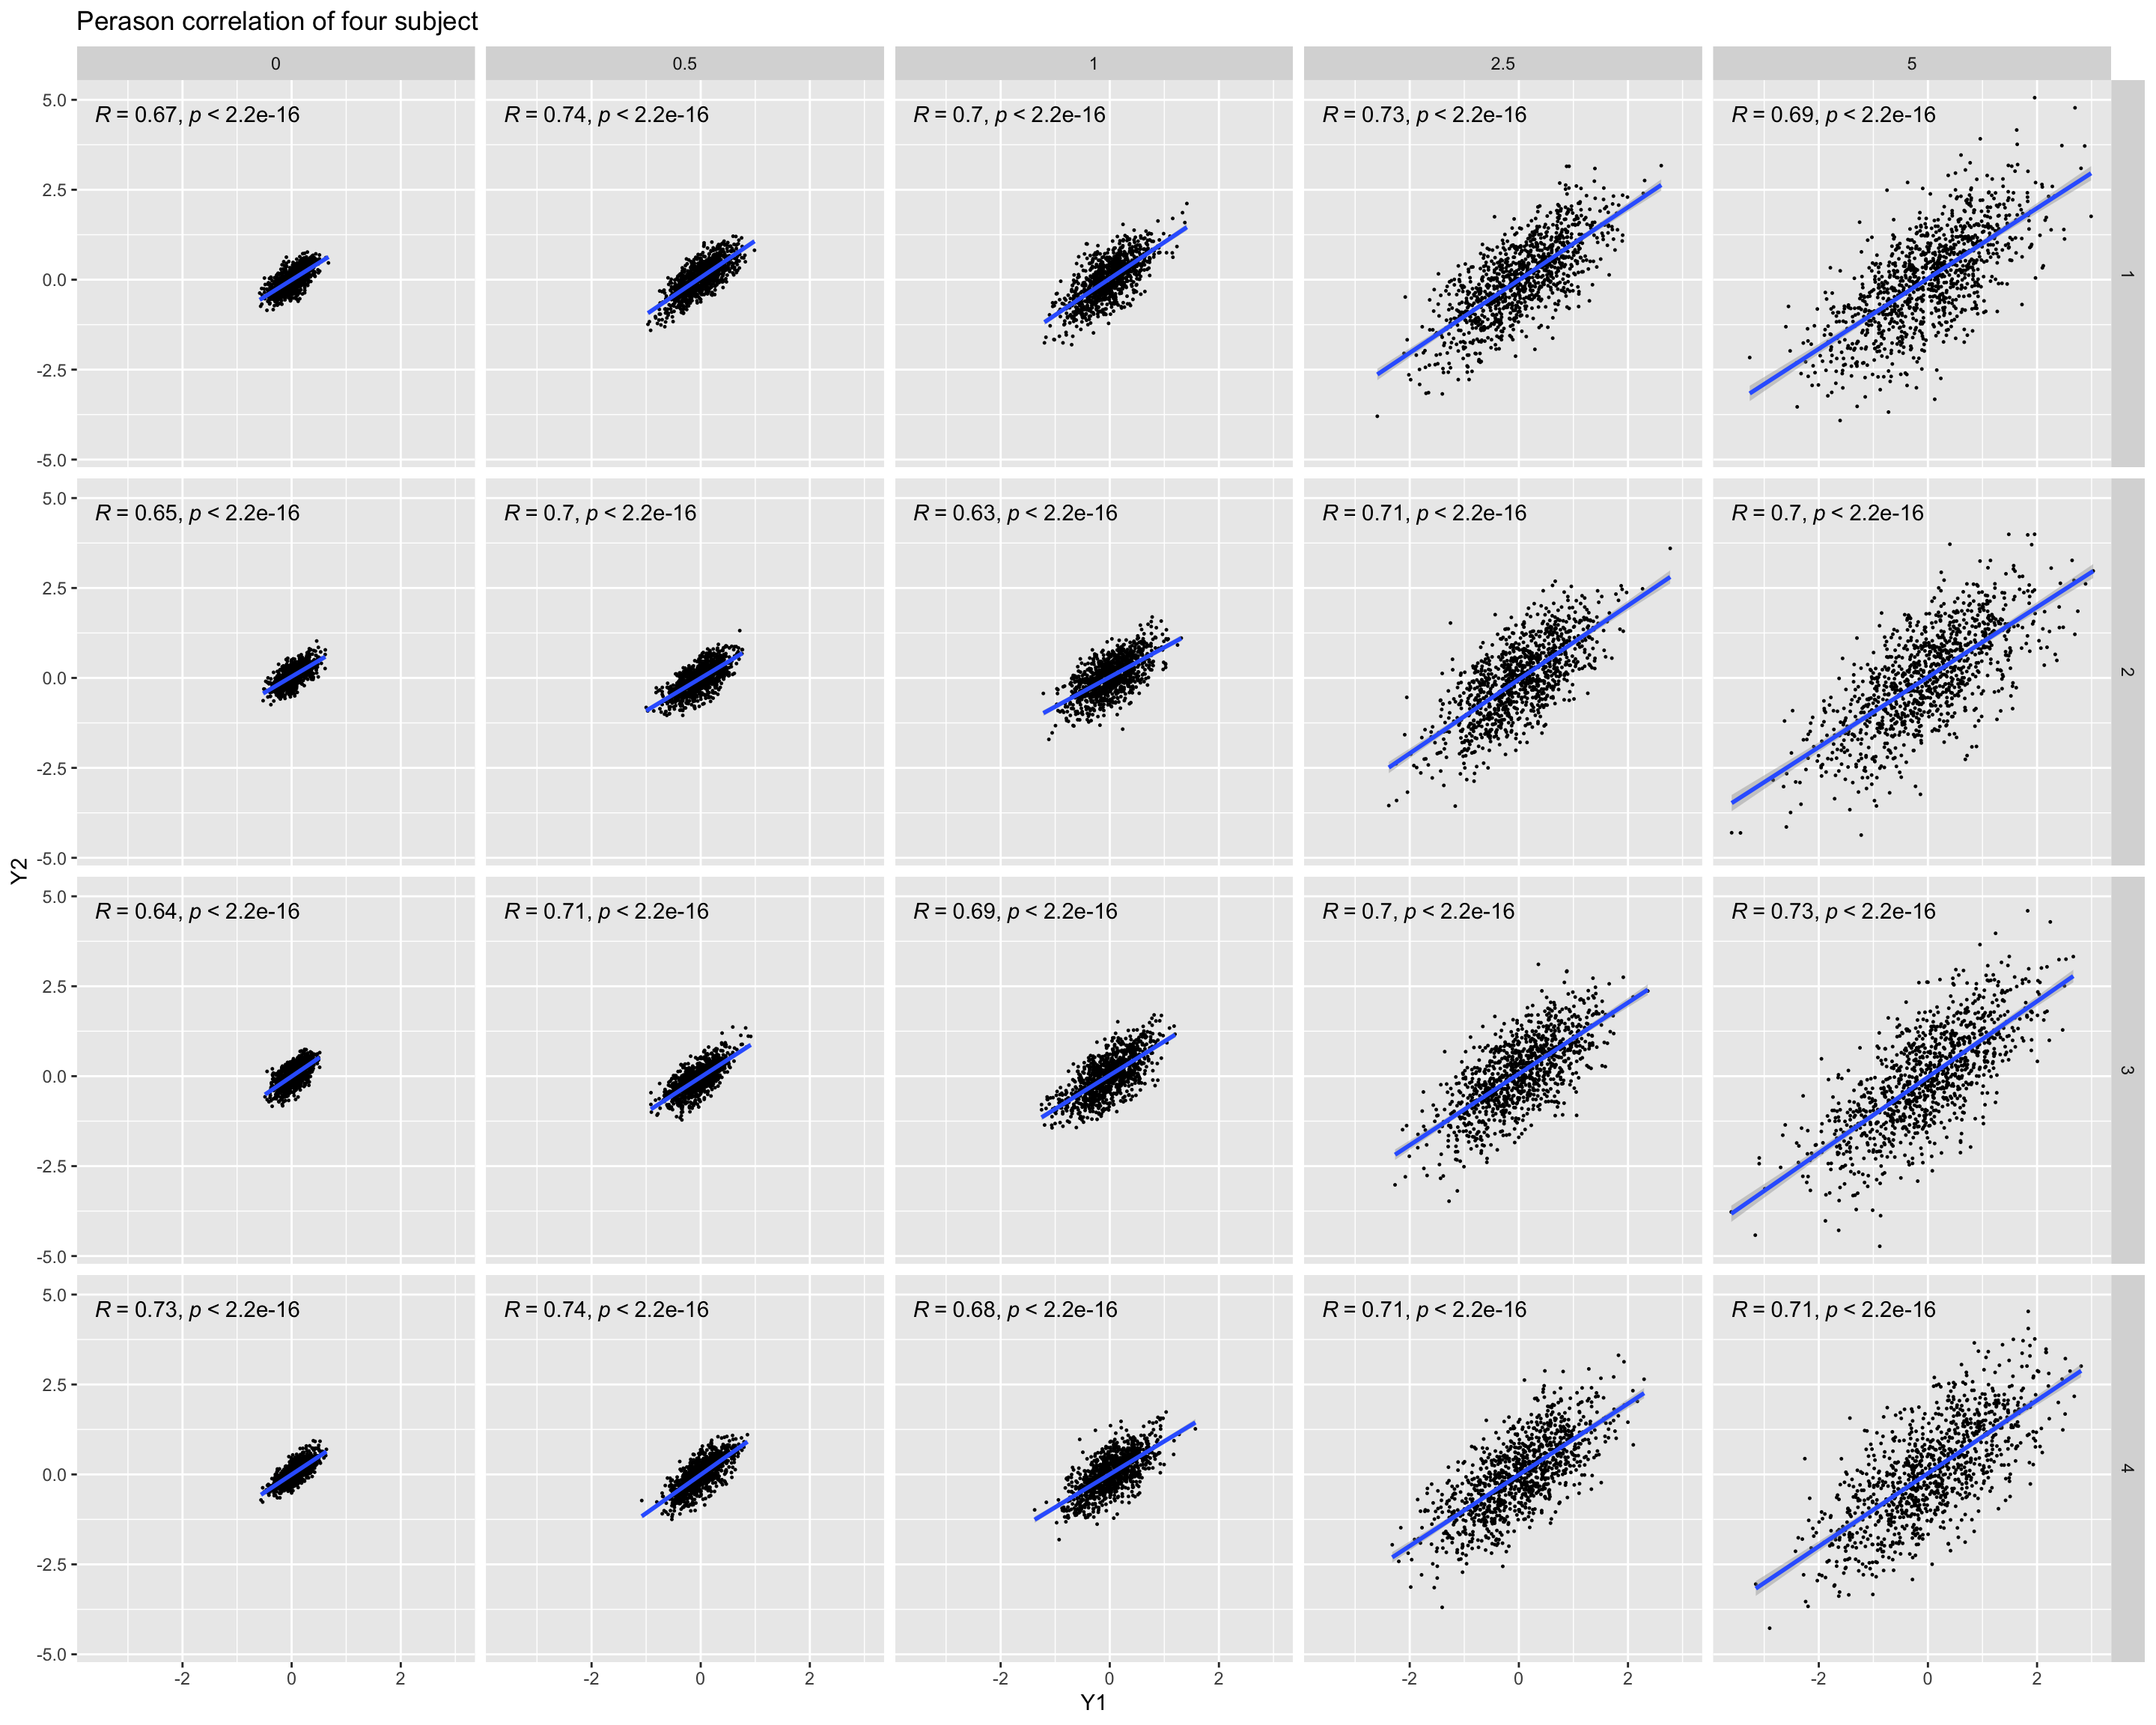 Perason correlation of four subject
0 0.5 1 2.5 5
R = 0.67, p < 2.2e-16 R = 0.74, p < 2.2e-16 R = 0.7, p < 2.2e-16 R = 0.73, p < 2.2e-16 R = 0.69, p < 2.2e-16
5.0
2.5
0.0
-2.5
-5.0
1
R = 0.65, p < 2.2e-16 R = 0.7, p < 2.2e-16 R = 0.63, p < 2.2e-16 R = 0.71, p < 2.2e-16 R = 0.7, p < 2.2e-16
5.0
2.5
0.0
-2.5
-5.0
2
Y2
R = 0.64, p < 2.2e-16 R = 0.71, p < 2.2e-16 R = 0.69, p < 2.2e-16 R = 0.7, p < 2.2e-16 R = 0.73, p < 2.2e-16
5.0
2.5
0.0
-2.5
-5.0
3
R = 0.73, p < 2.2e-16 R = 0.74, p < 2.2e-16 R = 0.68, p < 2.2e-16 R = 0.71, p < 2.2e-16 R = 0.71, p < 2.2e-16
5.0
2.5
0.0
-2.5
-5.0
4
-2 0 2 -2 0 2 -2 0 2 -2 0 2 -2 0 2
Y1